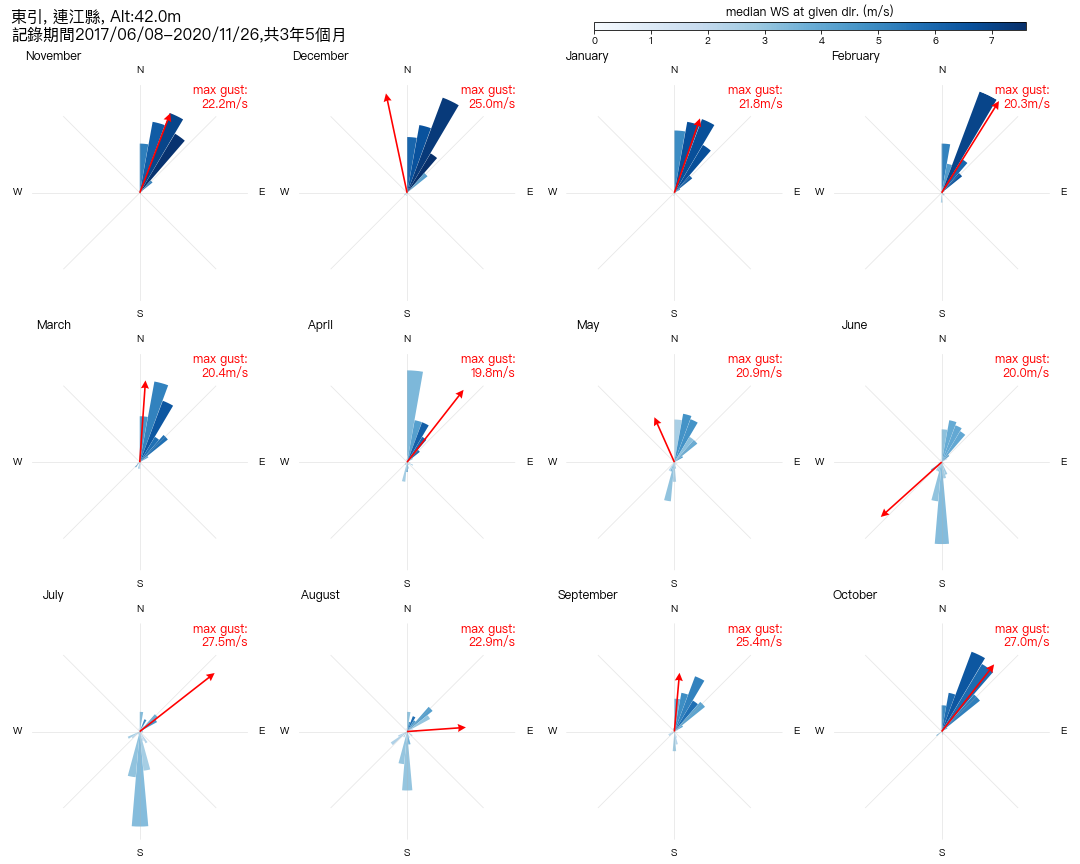 東引, 連江縣, Alt:42.0m
記錄期間2017/06/08-2020/11/26,共3年5個月
median WS at given dir. (m/s)
0 1 2 3 4 5 6 7
November
N
max gust:
22.2m/s
W
E
S
December
N
max gust:
25.0m/s
W
E
January
N
max gust:
21.8m/s
W
E
S
February
N
max gust:
20.3m/s
W
E
S
March
N
max gust:
20.4m/s
W
E
S
April
N
max gust:
19.8m/s
W
E
S
May
N
max gust:
20.9m/s
W
E
S
June
N
max gust:
20.0m/s
W
E
S
July
N
max gust:
27.5m/s
W
E
S
August
N
max gust:
22.9m/s
W
E
S
September
N
max gust:
25.4m/s
W
E
S
October
N
max gust:
27.0m/s
W
E
S